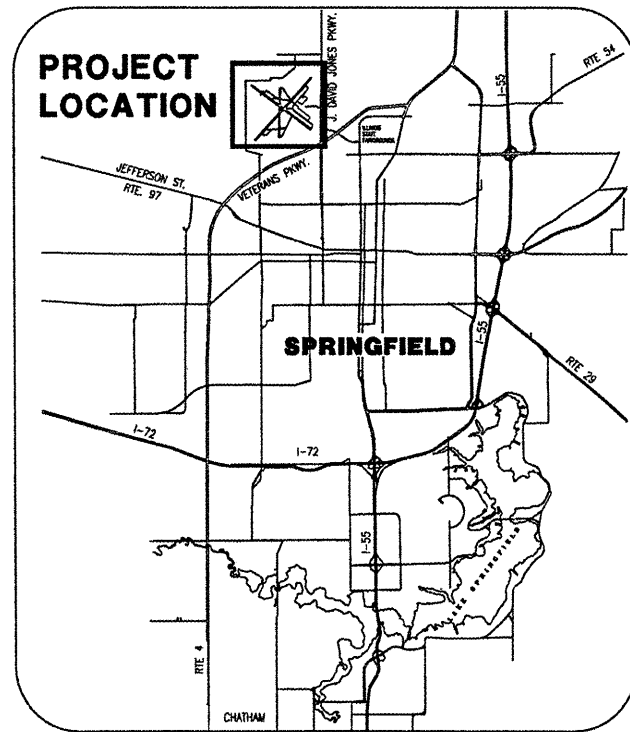 PROJECT
LOCATION
J. DAVID JONES PKWY.
I-55
RTE 54
ILLINOIS
STATE
FAIRGROUNDS
JEFFERSON ST.
RTE. 97
VETERANS PKWY.
SPRINGFIELD
I-55
RTE 29
I-72
I-72
I-55
LAKE SPRINGFIELD
RTE 4
CHATHAM